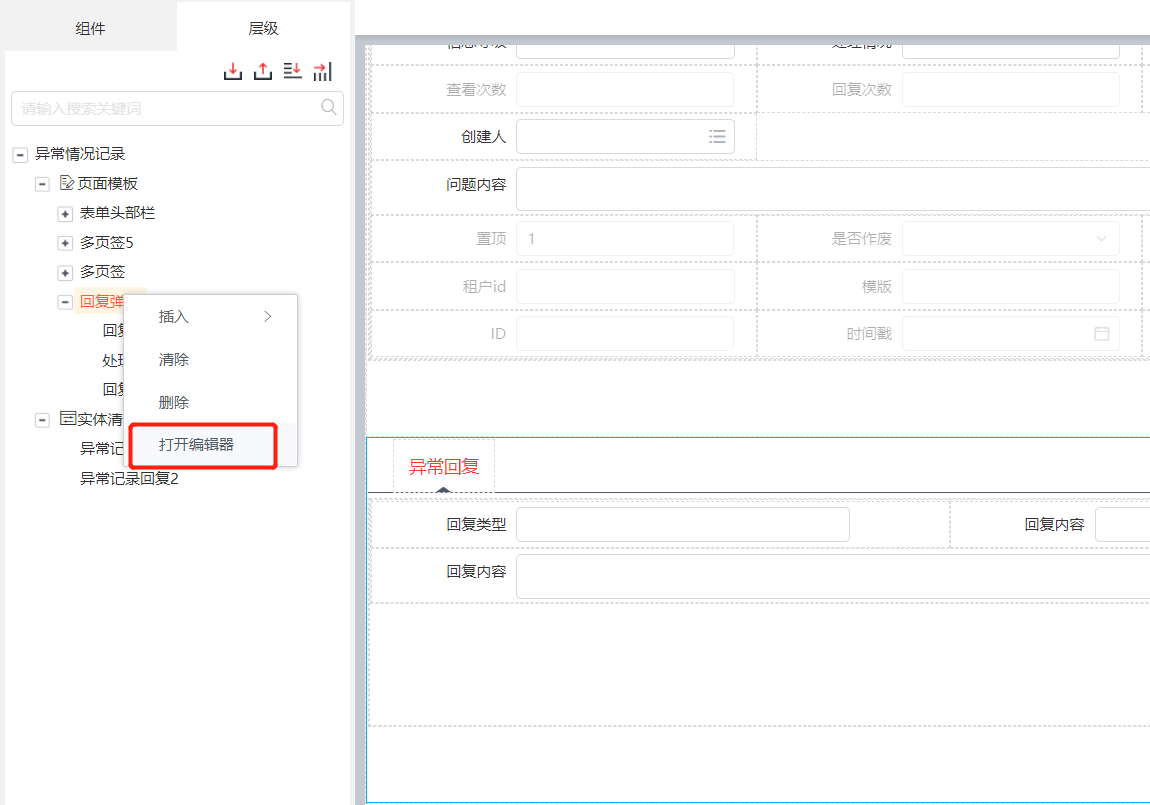 组件
层级
请输入搜索关键词
异常情况记录
页面模板
表单头部栏
多页签5
多页签
回复弹
回复
处理
回复
实体清
异常记
异常记录回复2
插入
清除
删除
打开编辑器
查看次数
回复次数
创建人
问题内容
置顶
1
是否作废
租户id
模版
ID
时间戳
异常回复
回复类型
回复内容
回复内容